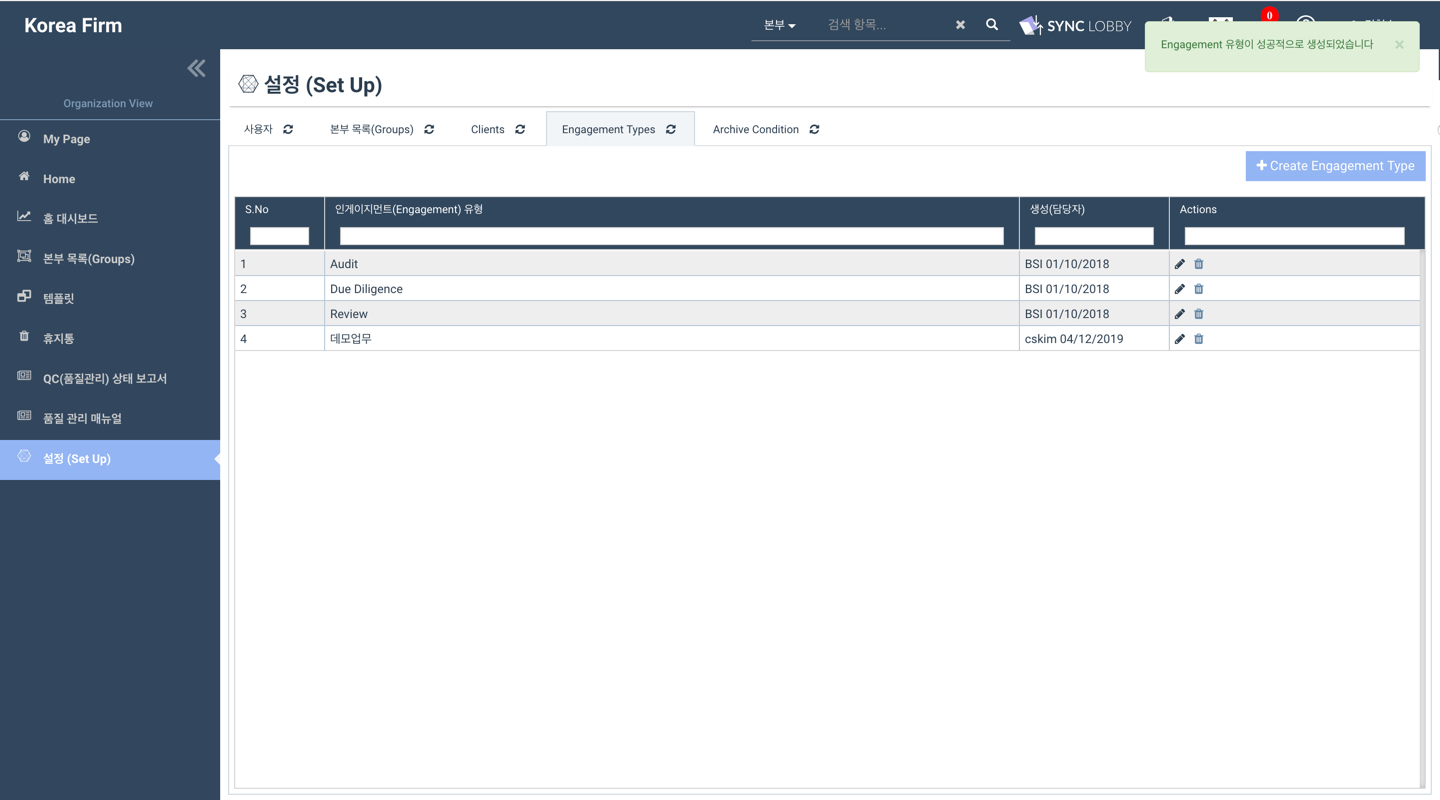 Korea Firm
본부
검색 항목...
SYNC LOBBY
0
Engagement 유형이 성공적으로 생성되었습니다
Organization View
My Page
Home
홈 대시보드
본부 목록(Groups)
템플릿
휴지통
QC(품질관리) 상태 보고서
품질 관리 매뉴얼
설정 (Set Up)
설정 (Set Up)
사용자
본부 목록(Groups)
Clients
Engagement Types
Archive Condition
Create Engagement Type
S.No
인게이지먼트(Engagement) 유형
생성(담당자)
Actions
1 Audit BSI 01/10/2018
2 Due Diligence BSI 01/10/2018
3 Review BSI 01/10/2018
4 데모업무 cskim 04/12/2019